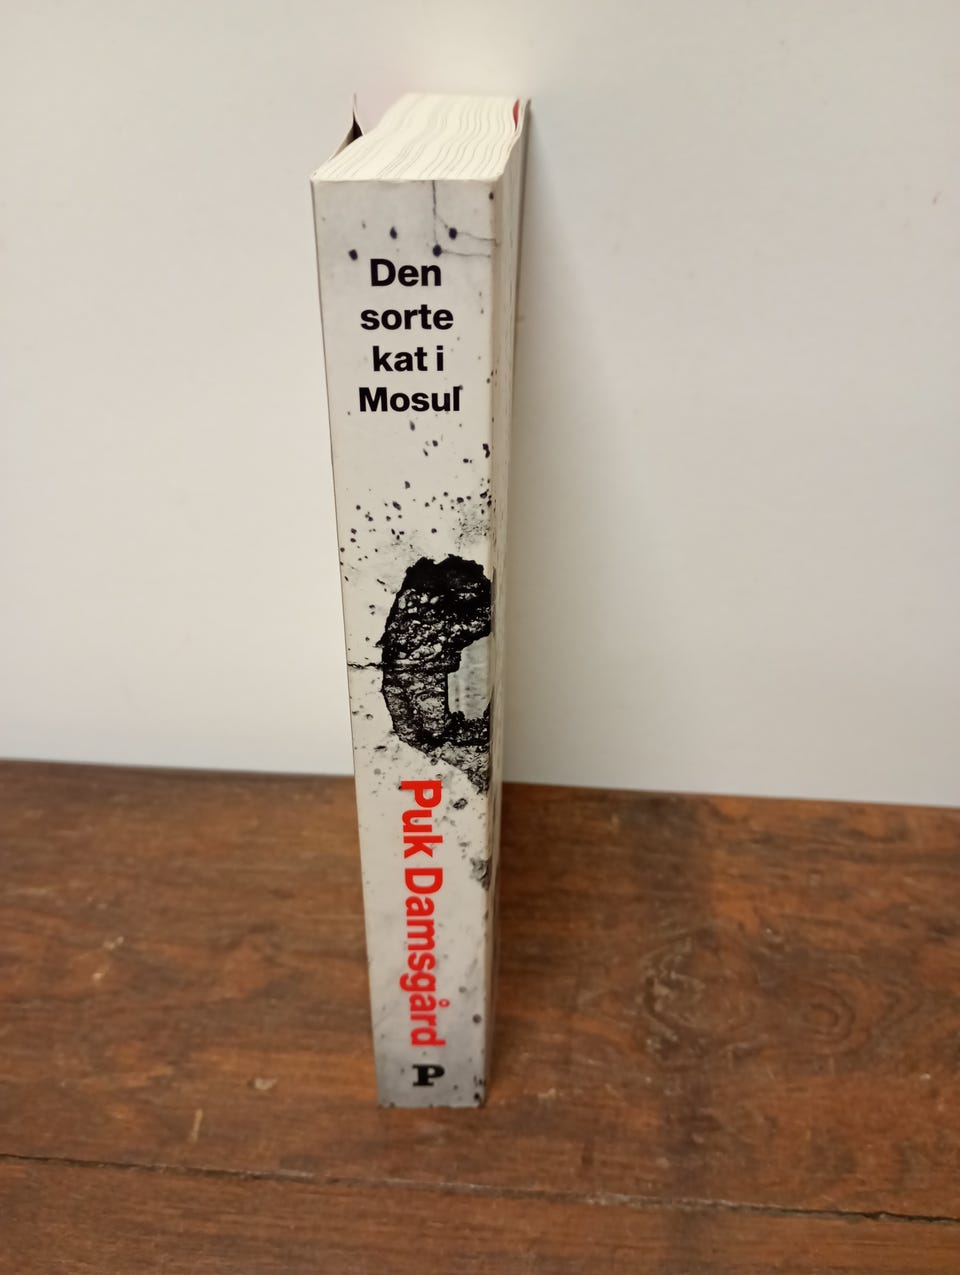 Den
sorte
kat i
Mosul
Puk Damsgård
P